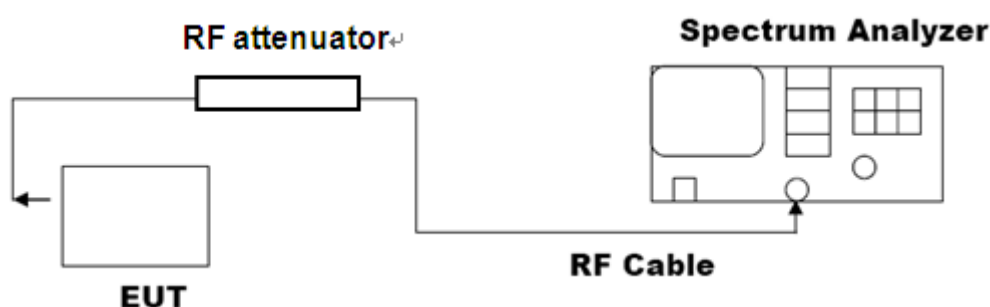 RF attenuator↵
Spectrum Analyzer
RF Cable
EUT